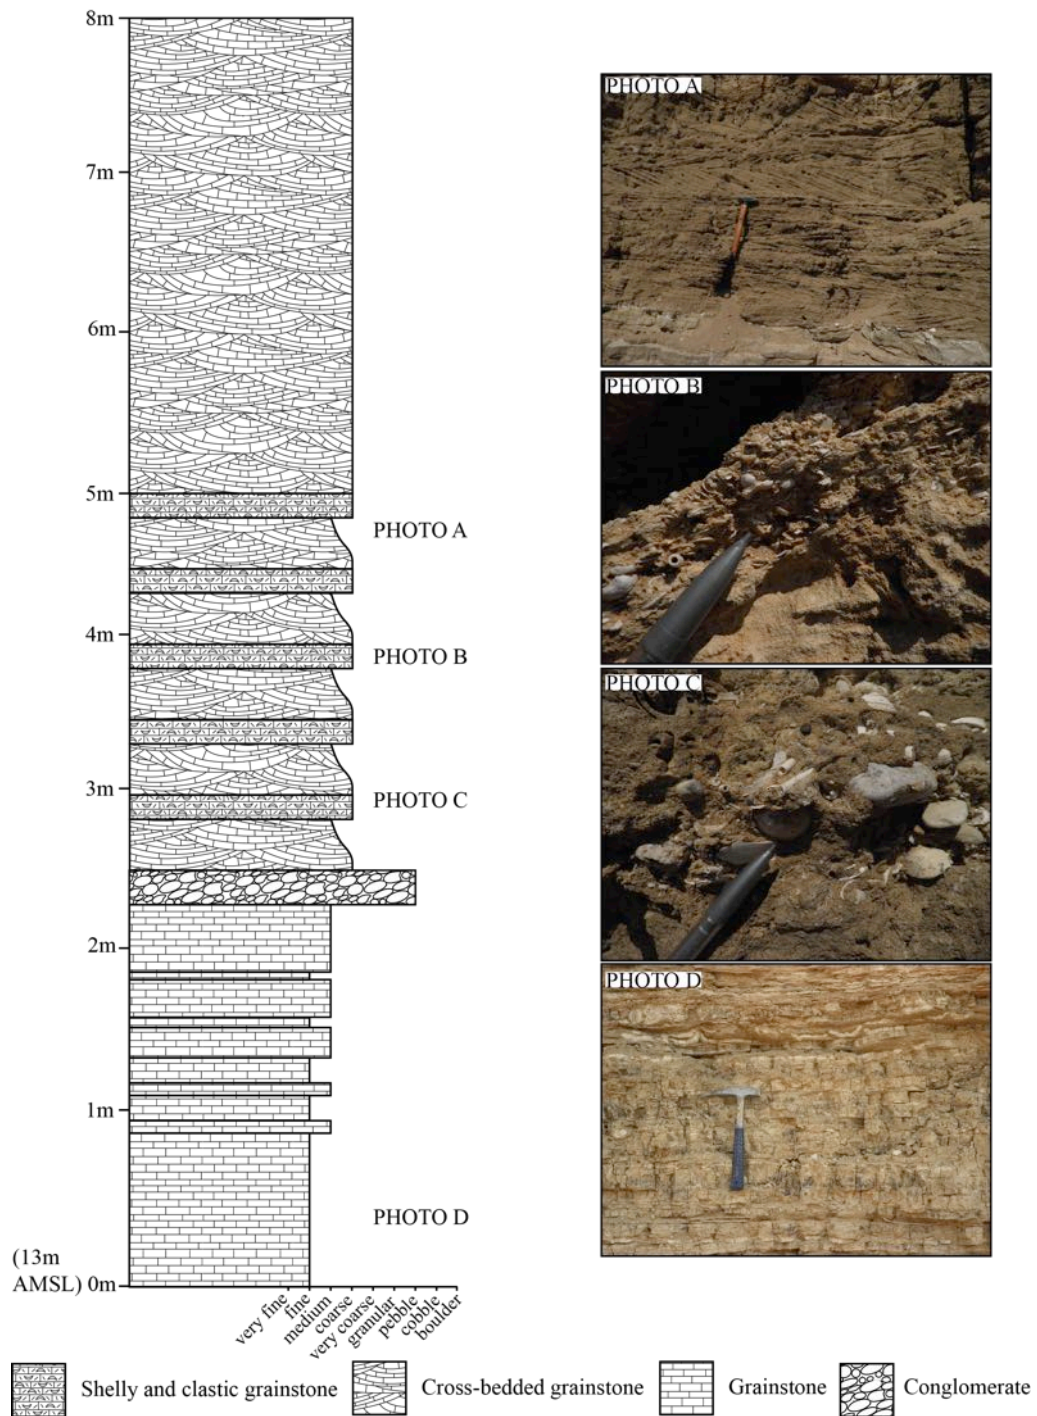 8m
7m
6m
5m
PHOTO A
4m
PHOTO B
3m
PHOTO C
2m
1m
PHOTO D
(13m
AMSL) 0m
very fine
fine
medium
coarse
very coarse
granular
pebble
cobble
boulder
PHOTO A
PHOTO B
PHOTO C
PHOTO D
Shelly and clastic grainstone
Cross-bedded grainstone
Grainstone
Conglomerate